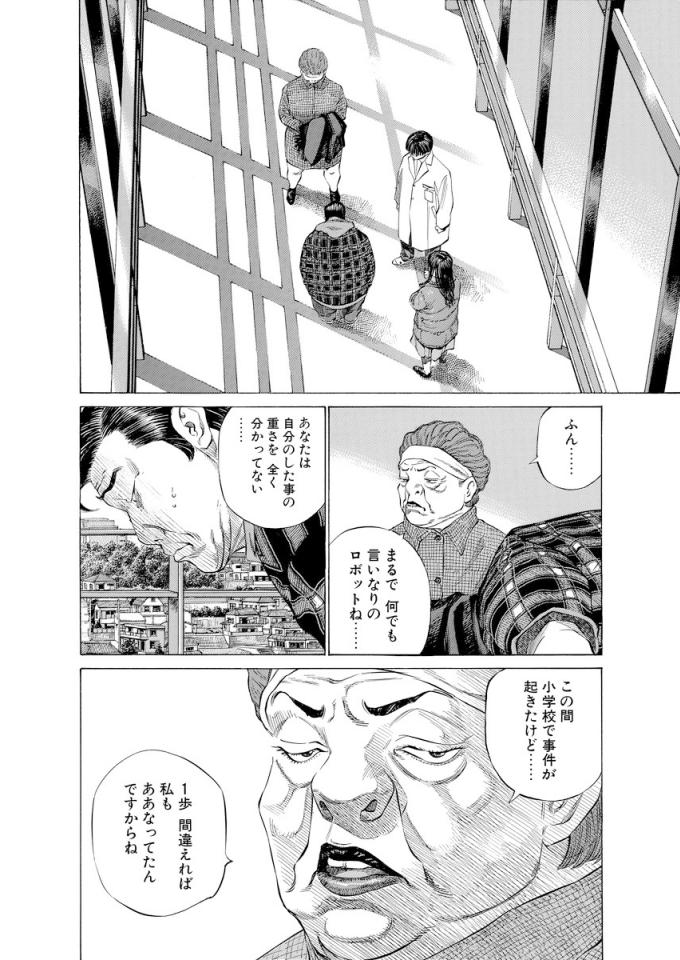 ふん……
まるで 何でも
言いなりの
ロボットね……
あなたは
自分のした事の
重さを 全く
分かってない
……
この間
小学校で事件が
起きたけど……
1歩 間違えれば
私も
ああなってたん
ですからね